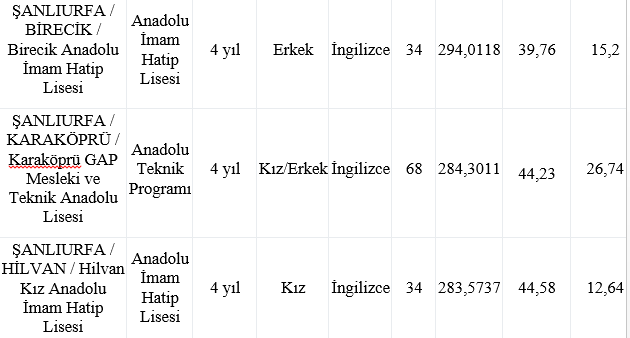 ŞANLIURFA /
BİRECİK /
Birecik Anadolu
İmam Hatip
Lisesi
Anadolu
İmam
Hatip
Lisesi
4 yıl
Erkek
İngilizce
34
294,0118
39,76
15,2
ŞANLIURFA /
KARAKÖPRÜ /
Karaköprü GAP
Mesleki ve
Teknik Anadolu
Lisesi
Anadolu
Teknik
Programı
4 yıl
Kız/Erkek
İngilizce
68
284,3011
44,23
26,74
ŞANLIURFA /
HİLVAN / Hilvan
Kız Anadolu
İmam Hatip
Lisesi
Anadolu
İmam
Hatip
Lisesi
4 yıl
Kız
İngilizce
34
283,5737
44,58
12,64